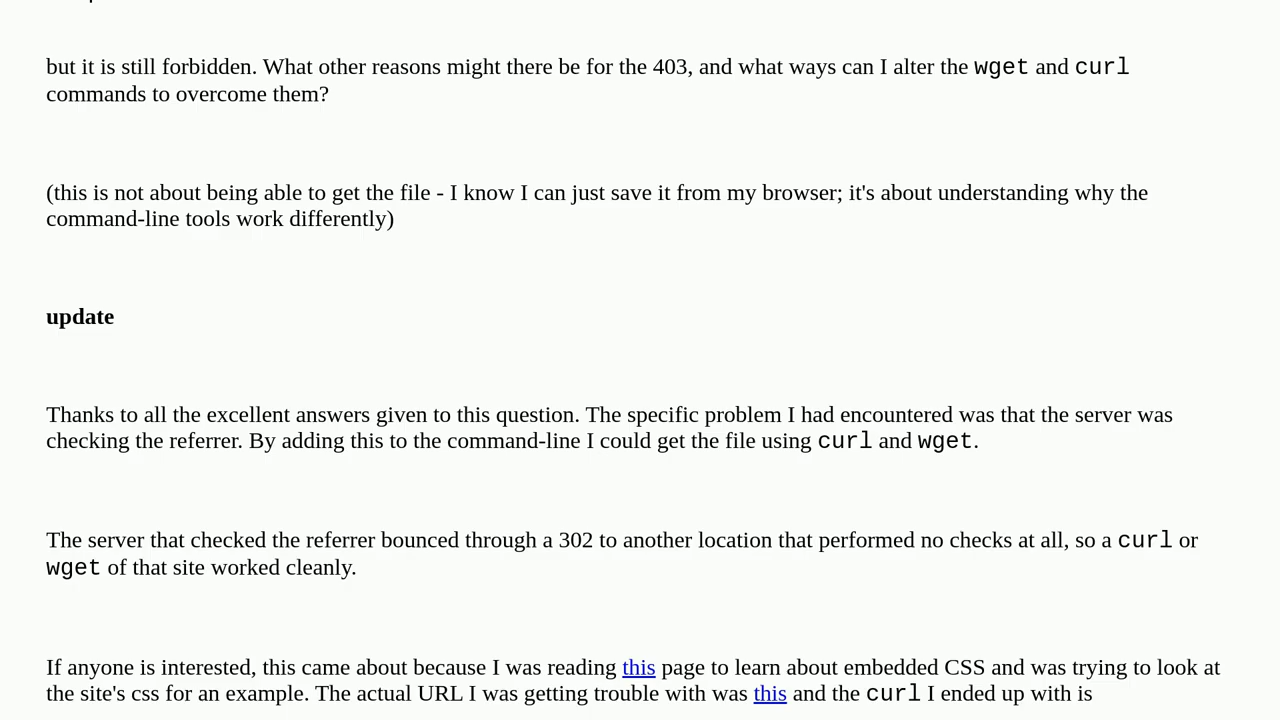 but it is still forbidden. What other reasons might there be for the 403, and what ways can I alter the wget and curl
commands to overcome them?
(this is not about being able to get the file - I know I can just save it from my browser; it's about understanding why the
command-line tools work differently)
update
Thanks to all the excellent answers given to this question. The specific problem I had encountered was that the server was
checking the referrer. By adding this to the command-line I could get the file using curl and wget.
The server that checked the referrer bounced through a 302 to another location that performed no checks at all, so a curl or
wget of that site worked cleanly.
If anyone is interested, this came about because I was reading this page to learn about embedded CSS and was trying to look at
the site's css for an example. The actual URL I was getting trouble with was this and the curl I ended up with is